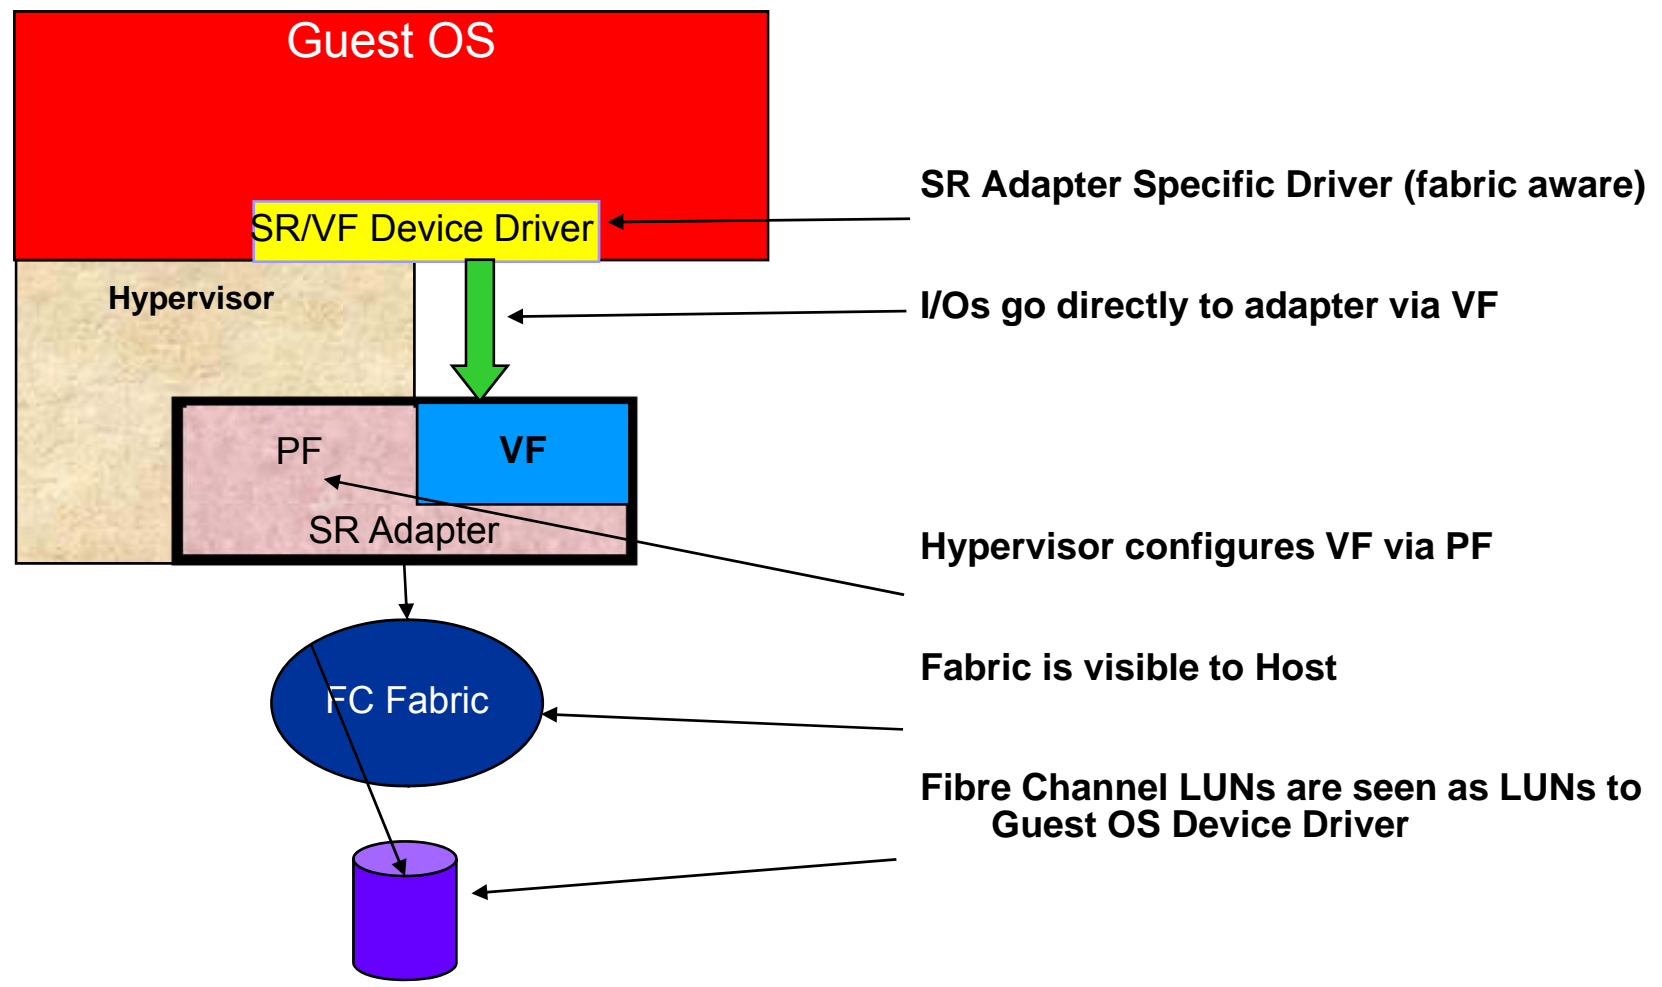 Guest OS
SR Adapter Specific Driver (fabric aware)
SR/VF Device Driver
Hypervisor
I/Os go directly to adapter via VF
PF
VF
SR Adapter
Hypervisor configures VF via PF
Fabric is visible to Host
FC Fabric
Fibre Channel LUNs are seen as LUNs to
Guest OS Device Driver